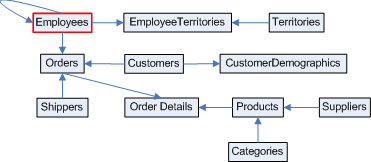 Employees
EmployeeTerritories
Territories
Orders
Customers
CustomerDemographics
Shippers
Order Details
Products
Suppliers
Categories